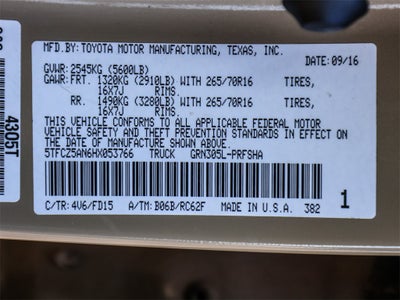 MFD.BY: TOYOTA MOTOR MANUFACTURING, TEXAS, INC.
DATE: 09/16
GVWR: 2545KG (5600LB)
GAWR: FRT. 1320KG (2910LB) WITH 265/70R16 TIRES,
16X7J RIMS.
RR. 1490KG (3280LB) WITH 265/70R16 TIRES,
16X7J RIMS.
THIS VEHICLE CONFORMS TO ALL APPLICABLE FEDERAL MOTOR
VEHICLE SAFETY AND THEFT PREVENTION STANDARDS IN EFFECT ON
THE DATE OF MANUFACTURE SHOWN ABOVE.
5TFCZ5AN6HX053766 TRUCK GRN305L-PRFSHA
C/TR: 4V6/FD15 A/TM: B06B/RC62F MADE IN U.S.A. 382
1
4305T